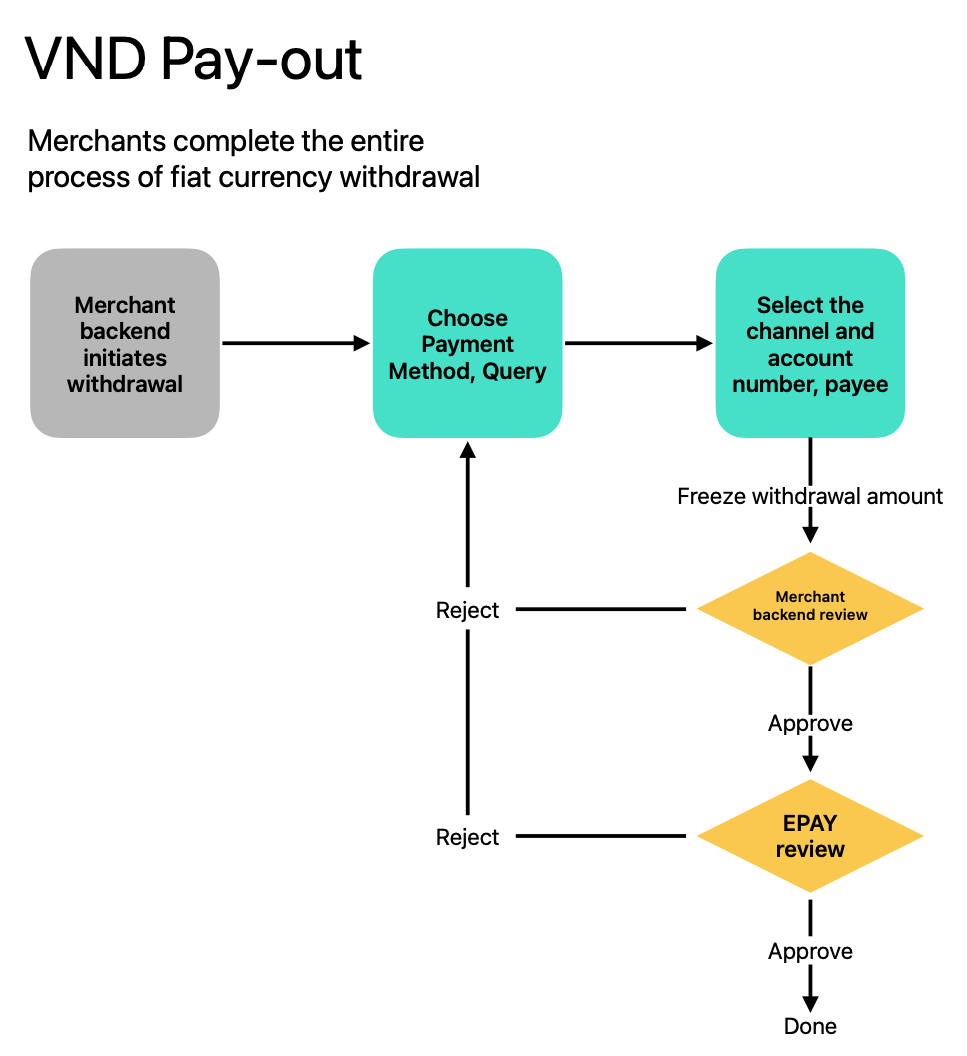 VND Pay-out
Merchants complete the entire
process of fiat currency withdrawal
Merchant
backend
initiates
withdrawal
Choose
Payment
Method, Query
Select the
channel and
account
number, payee
Freeze withdrawal amount
Merchant
backend review
Reject
Approve
EPAY
review
Reject
Approve
Done